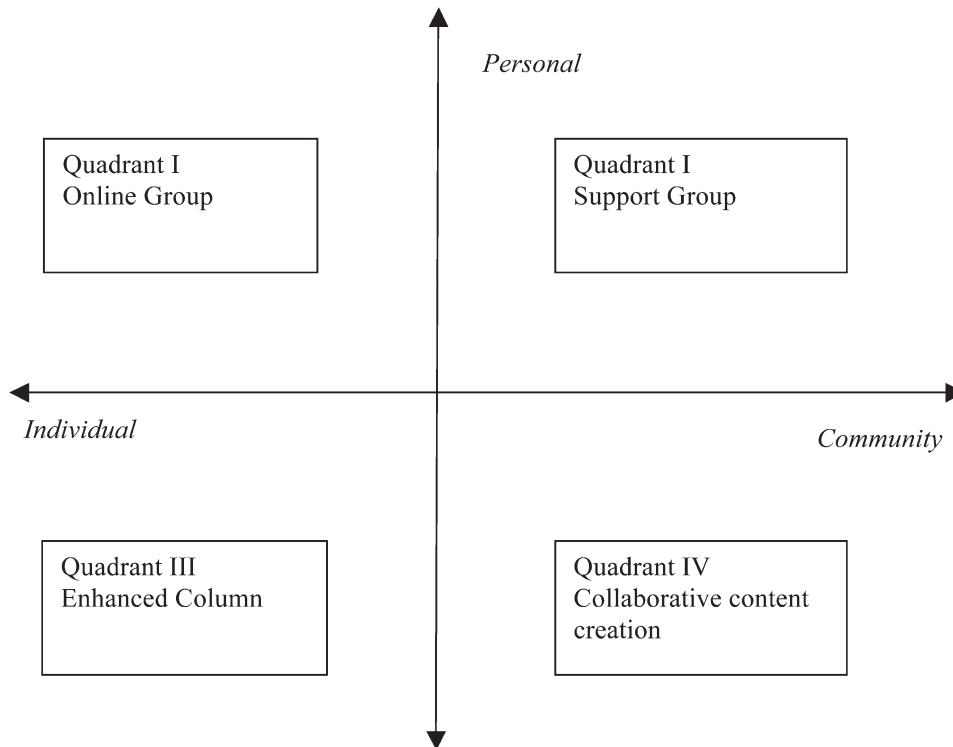 Personal
Quadrant I
Online Group
Quadrant I
Support Group
Individual
Community
Quadrant III
Enhanced Column
Quadrant IV
Collaborative content
creation